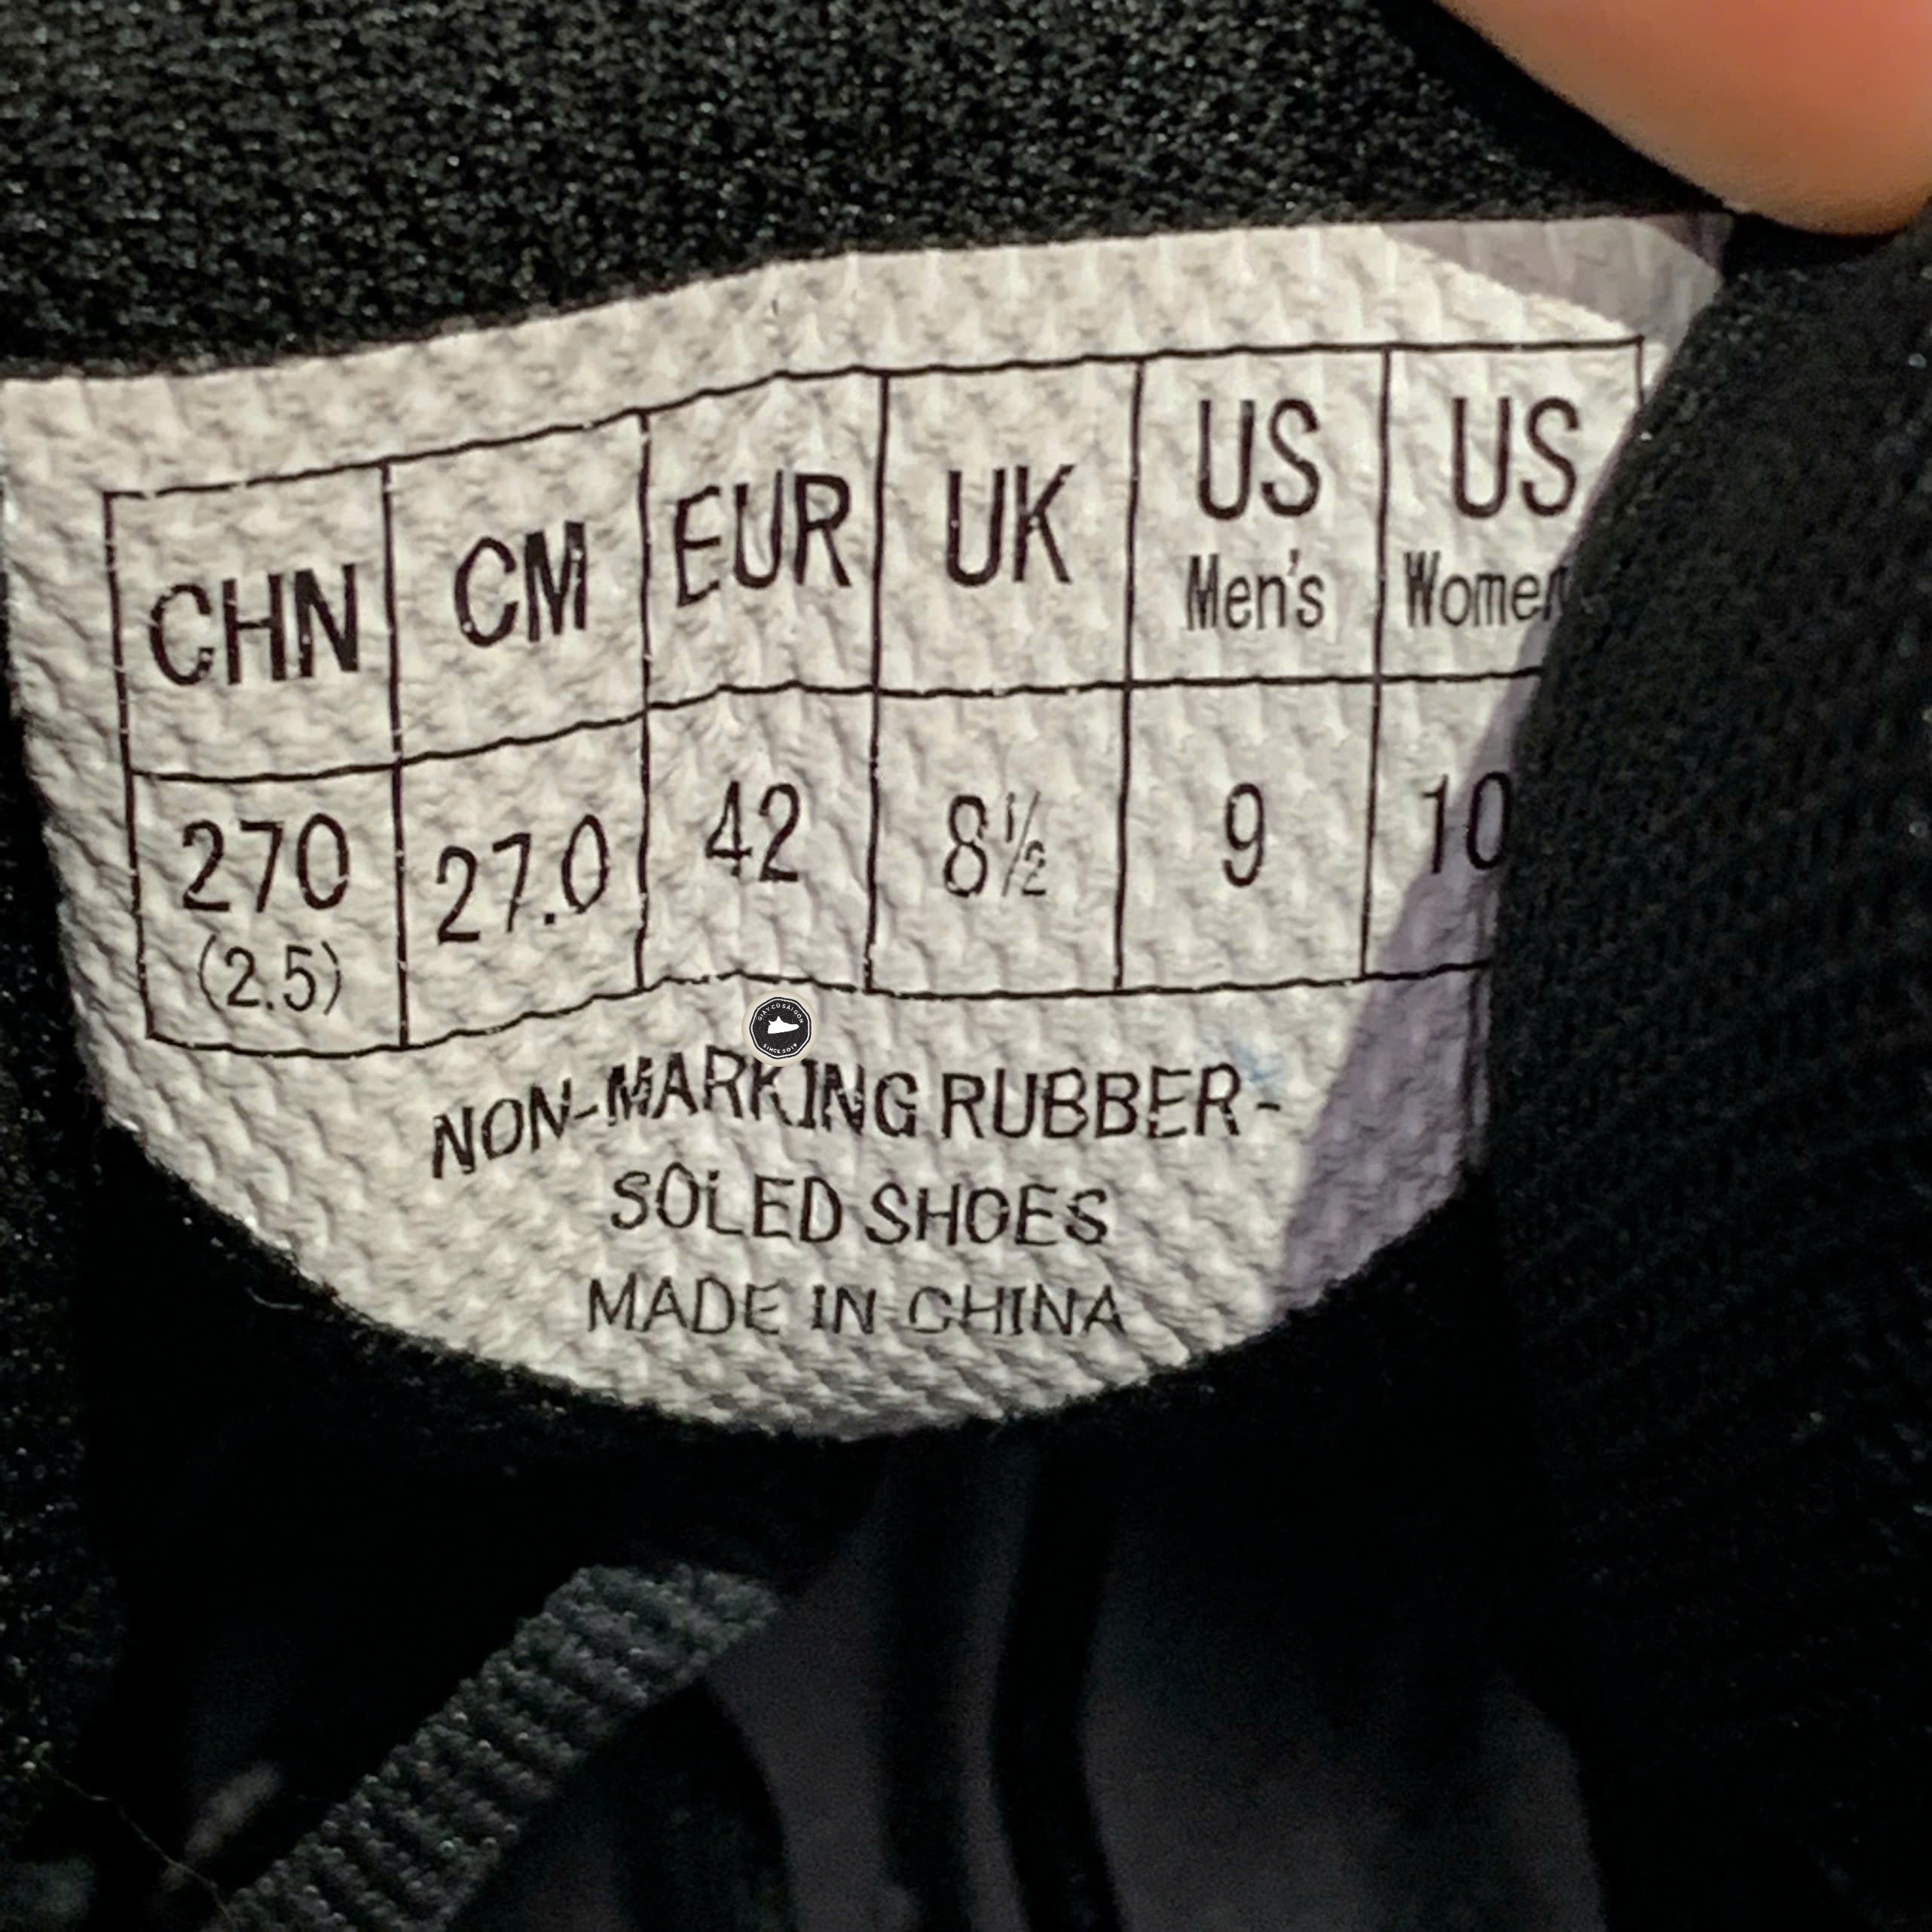 CHN CM EUR UK US Men's US
270 (2.5) 27.0 42 8½ 9 10
NON-MARKING RUBBER-
SOLED SHOES
MADE IN CHINA